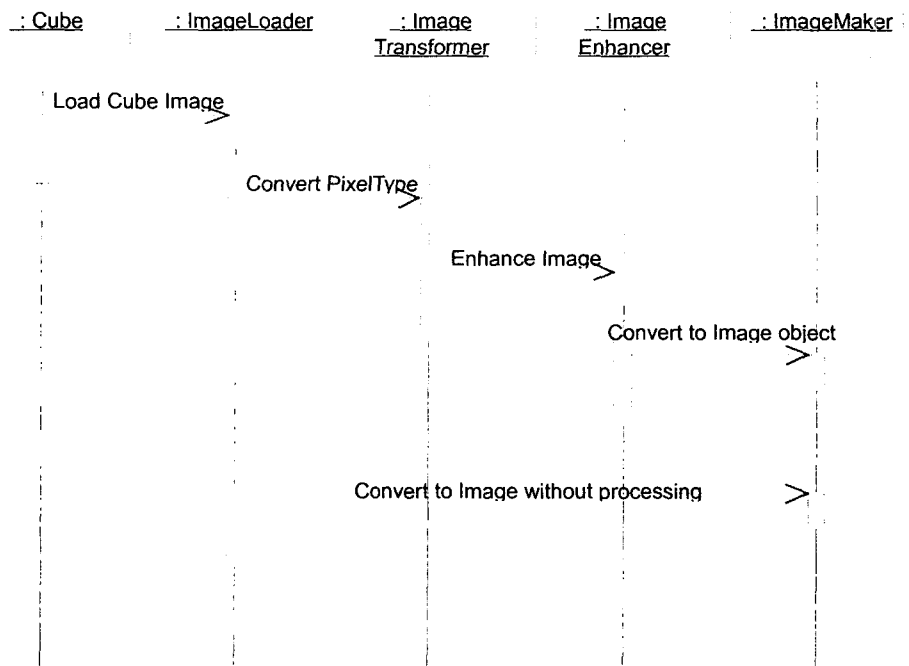 : Cube
: ImageLoader
: Image
Transformer
: Image
Enhancer
: ImageMaker
Load Cube Image
Convert PixelType
Enhance Image
Convert to Image object
Convert to Image without processing